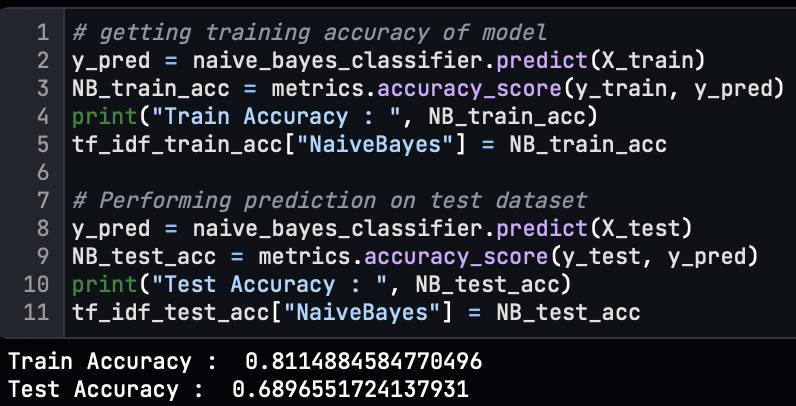 1 # getting training accuracy of model
2 y_pred = naive_bayes_classifier.predict(X_train)
3 NB_train_acc = metrics.accuracy_score(y_train, y_pred)
4 print("Train Accuracy : ", NB_train_acc)
5 tf_idf_train_acc["NaiveBayes"] = NB_train_acc
6
7 # Performing prediction on test dataset
8 y_pred = naive_bayes_classifier.predict(X_test)
9 NB_test_acc = metrics.accuracy_score(y_test, y_pred)
10 print("Test Accuracy : ", NB_test_acc)
11 tf_idf_test_acc["NaiveBayes"] = NB_test_acc
Train Accuracy :  0.8114884584770496
Test Accuracy :  0.6896551724137931